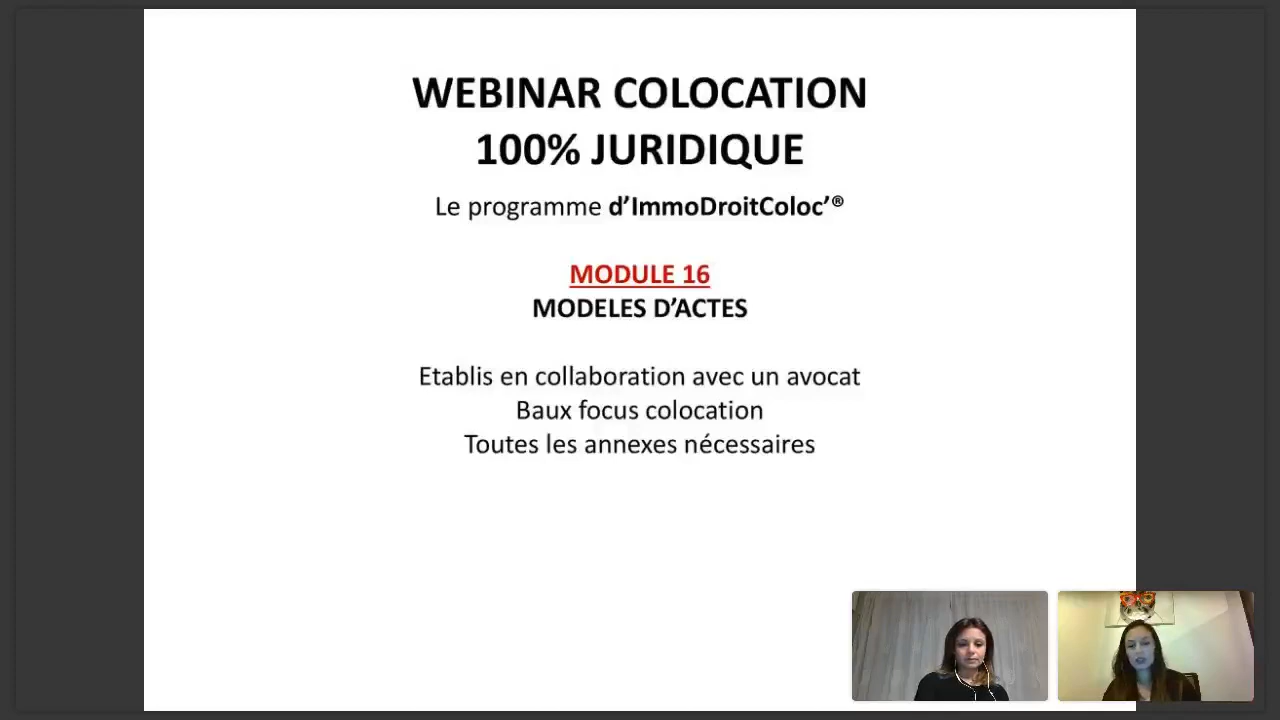 WEBINAR COLOCATION
100% JURIDIQUE
Le programme d’ImmoDroitColoc’®
MODULE 16
MODELES D’ACTES
Etablis en collaboration avec un avocat
Baux focus colocation
Toutes les annexes nécessaires